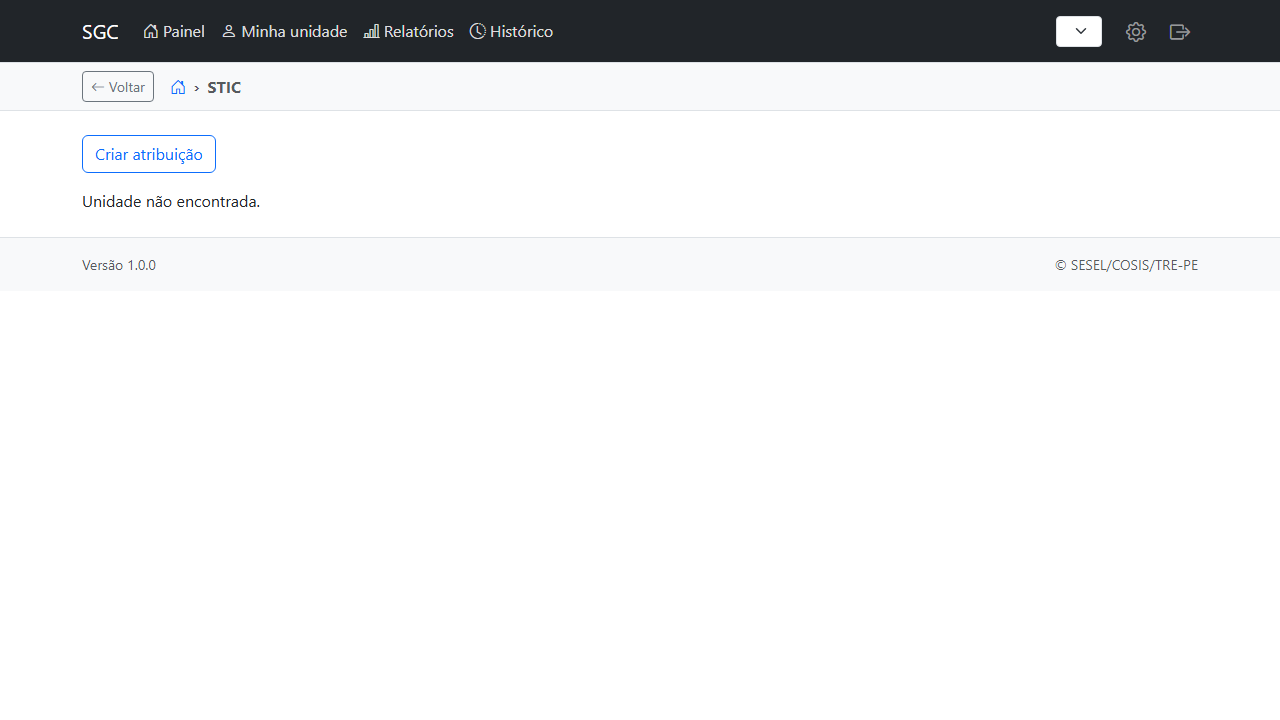 SGC Painel Minha unidade Relatórios Histórico
Voltar › STIC
Criar atribuição
Unidade não encontrada.
Versão 1.0.0 © SESEL/COSIS/TRE-PE